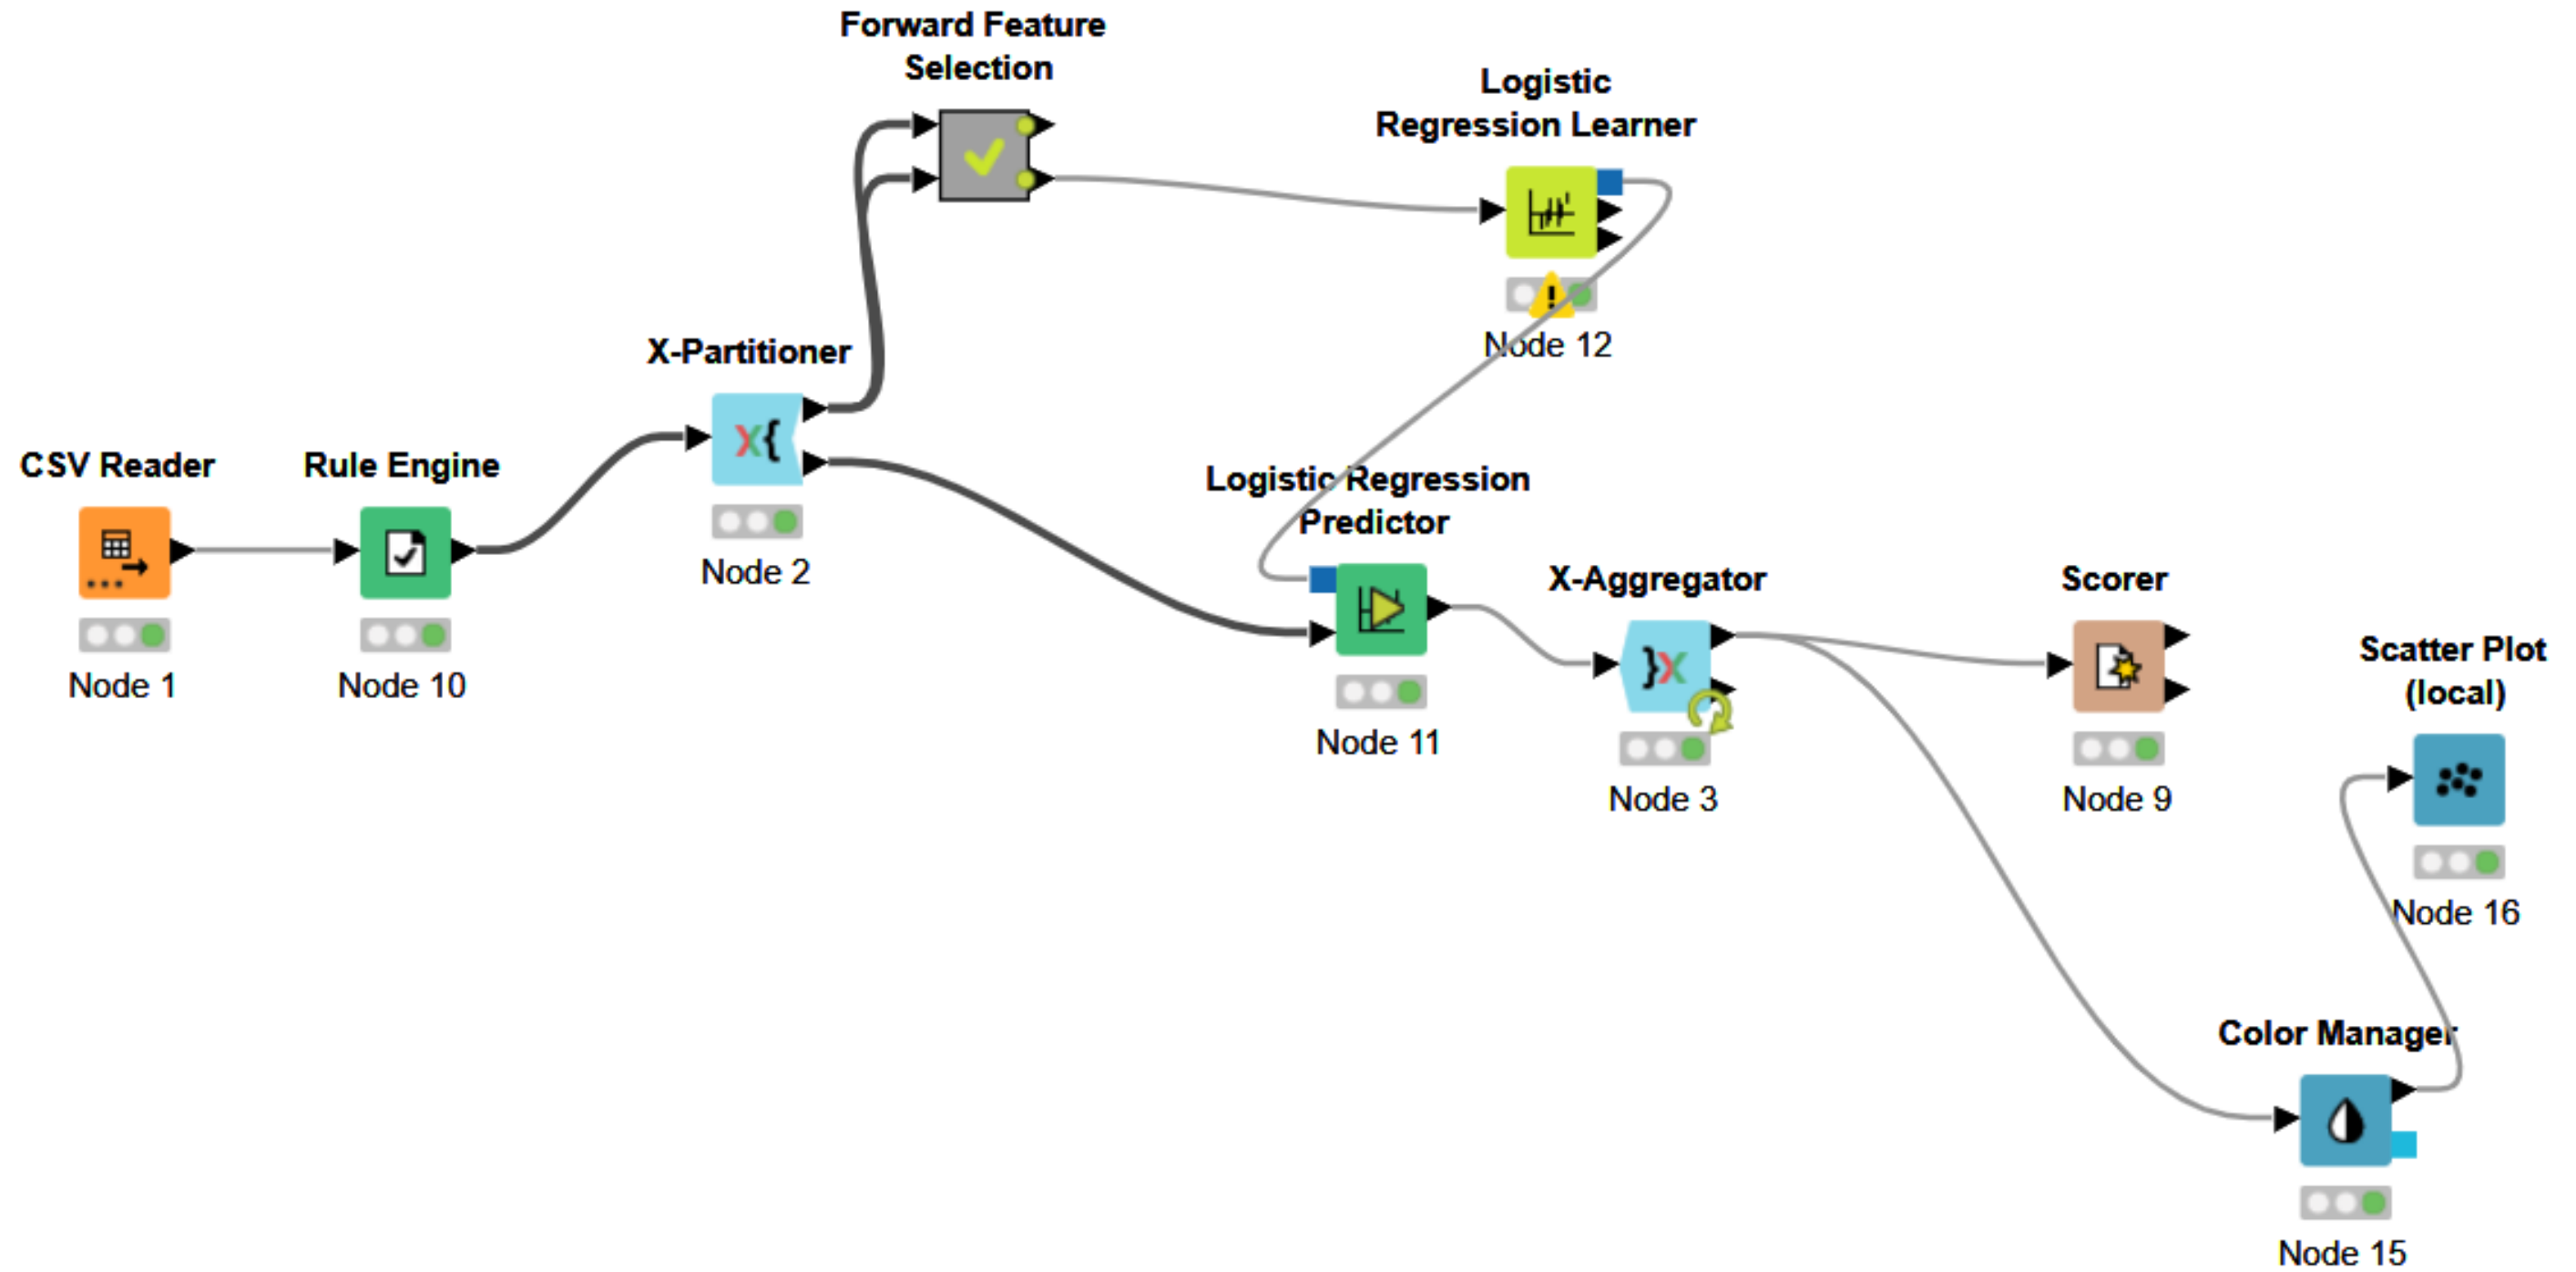 Forward Feature
Selection
Logistic
Regression Learner
Node 12
X-Partitioner
Node 2
CSV Reader
Node 1
Rule Engine
Node 10
Logistic Regression
Predictor
Node 11
X-Aggregator
Node 3
Scorer
Node 9
Scatter Plot
(local)
Node 16
Color Manager
Node 15